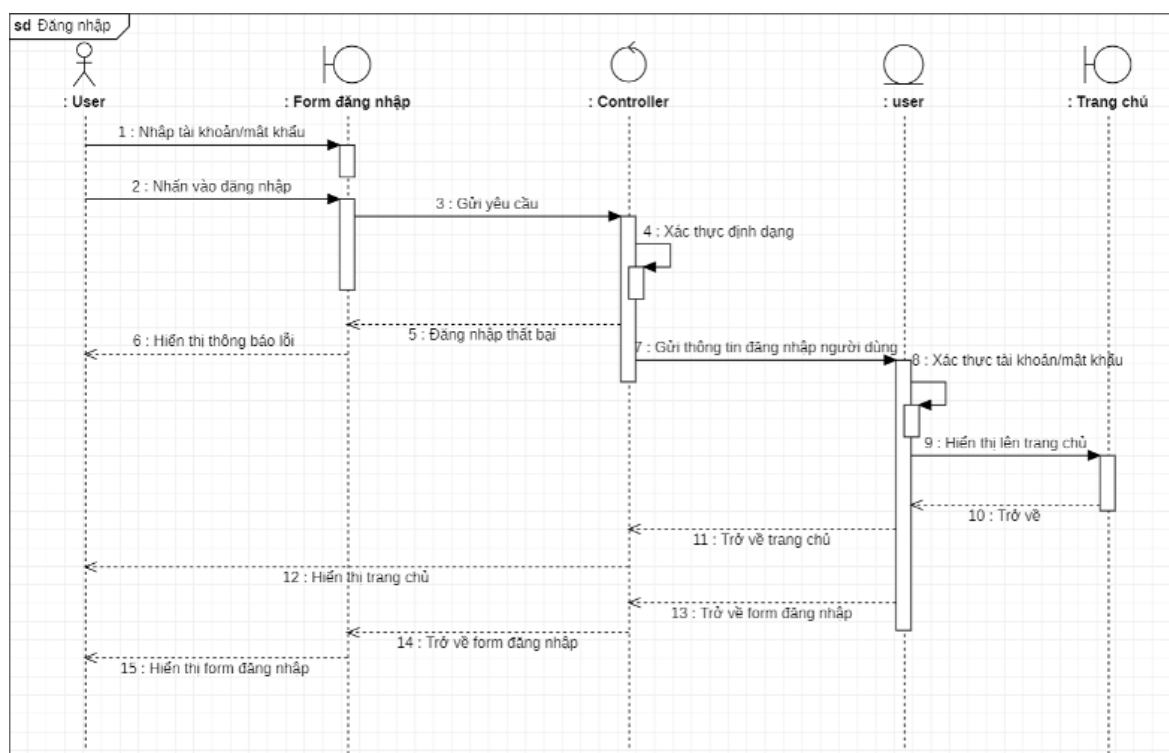 sd Đăng nhập
: User
: Form đăng nhập
: Controller
: user
: Trang chủ
1 : Nhập tài khoản/mật khẩu
2 : Nhấn vào đăng nhập
3 : Gửi yêu cầu
4 : Xác thực định dạng
5 : Đăng nhập thất bại
6 : Hiển thị thông báo lỗi
7 : Gửi thông tin đăng nhập người dùng
8 : Xác thực tài khoản/mật khẩu
9 : Hiển thị lên trang chủ
10 : Trở về
11 : Trở về trang chủ
12 : Hiển thị trang chủ
13 : Trở về form đăng nhập
14 : Trở về form đăng nhập
15 : Hiển thị form đăng nhập